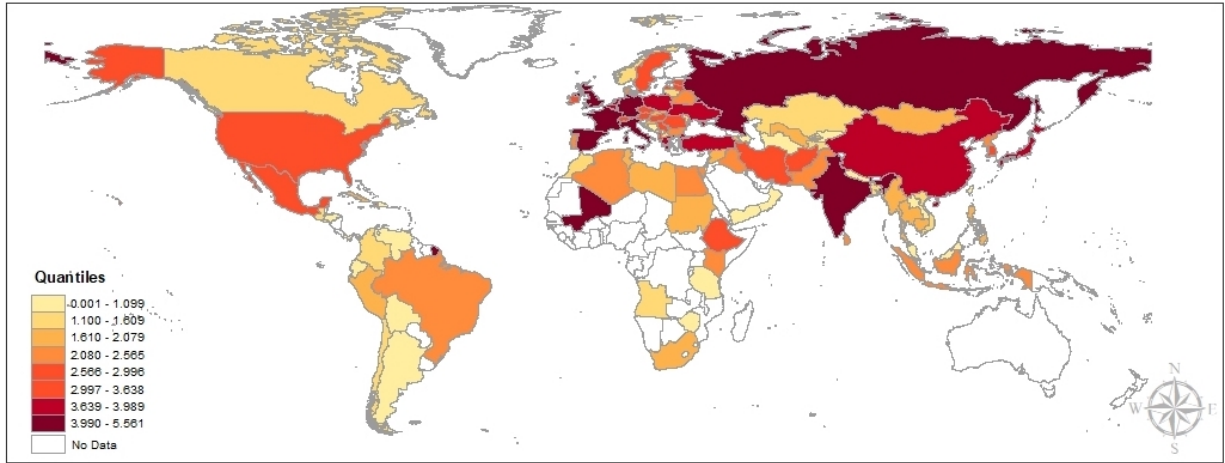 Quantiles
-0.001 - 1.099
1.100 - 1.609
1.610 - 2.079
2.080 - 2.565
2.566 - 2.996
2.997 - 3.638
3.639 - 3.989
3.990 - 5.561
No Data
N
W E
S